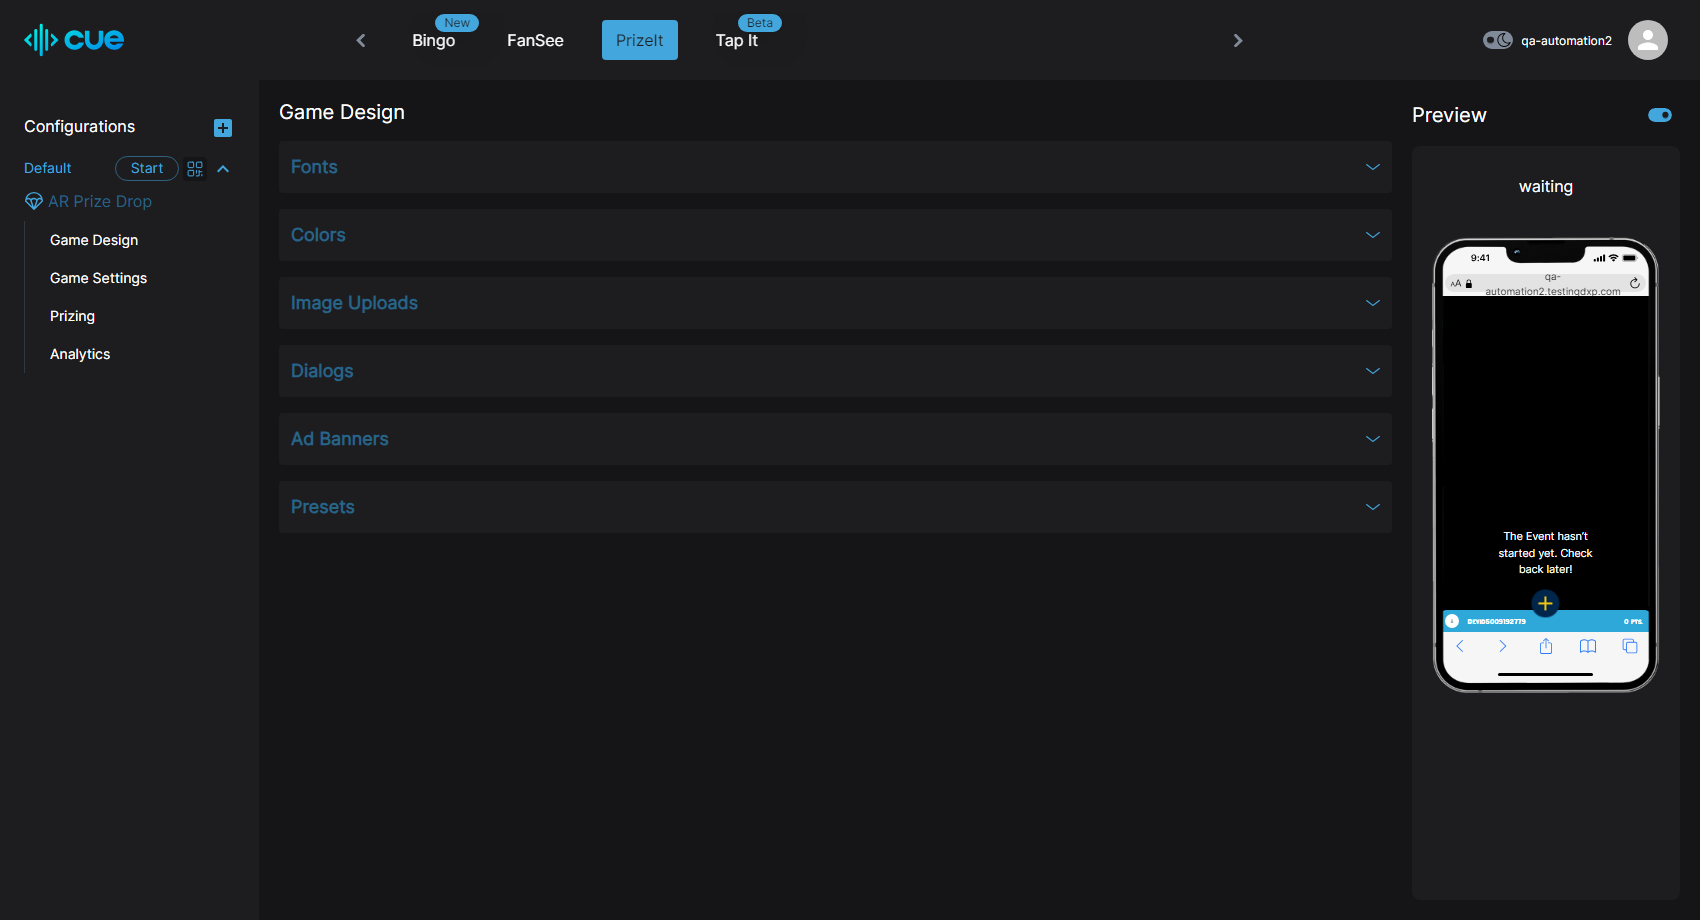 cue
Bingo
New
FanSee
PrizeIt
Tap It
Beta
qa-automation2
Configurations
Default
Start
AR Prize Drop
Game Design
Game Settings
Prizing
Analytics
Game Design
Fonts
Colors
Image Uploads
Dialogs
Ad Banners
Presets
Preview
waiting
9:41
AA
qa-
automation2.testingdxp.com
The Event hasn't
started yet. Check
back later!
0 PTS.